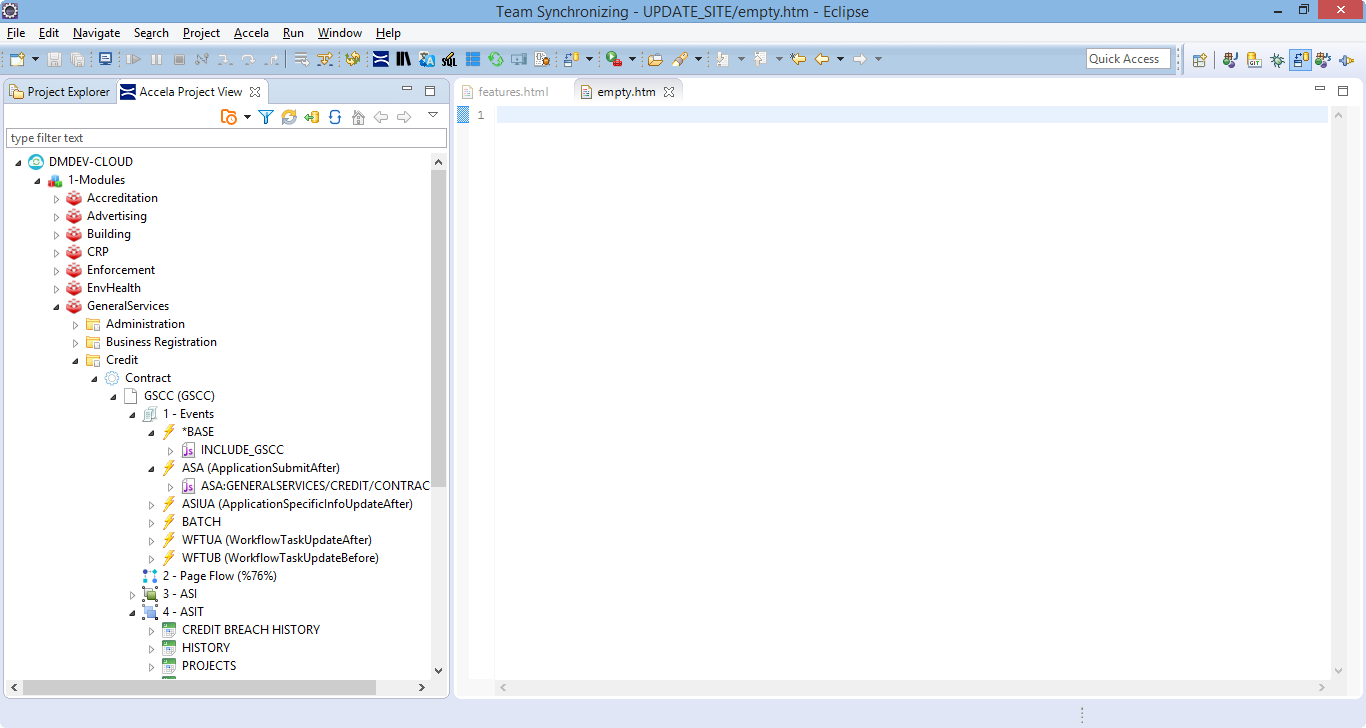 Team Synchronizing - UPDATE_SITE/empty.htm - Eclipse
File Edit Navigate Search Project Accela Run Window Help
Quick Access
Project Explorer Accela Project View
features.html empty.htm
type filter text
1
DMDEV-CLOUD
1-Modules
Accreditation
Advertising
Building
CRP
Enforcement
EnvHealth
GeneralServices
Administration
Business Registration
Credit
Contract
GSCC (GSCC)
1 - Events
*BASE
INCLUDE_GSCC
ASA (ApplicationSubmitAfter)
ASA:GENERALSERVICES/CREDIT/CONTRAC
ASIUA (ApplicationSpecificInfoUpdateAfter)
BATCH
WFTUA (WorkflowTaskUpdateAfter)
WFTUB (WorkflowTaskUpdateBefore)
2 - Page Flow (%76%)
3 - ASI
4 - ASIT
CREDIT BREACH HISTORY
HISTORY
PROJECTS